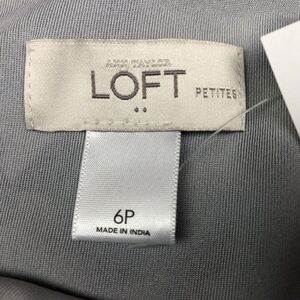 ANN TAYLOR
LOFT
PETITES
6P
MADE IN INDIA